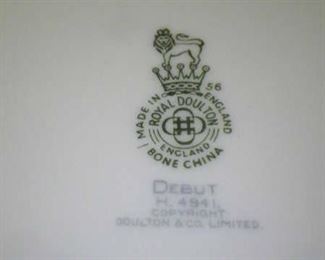 56
MADE IN ENGLAND
ROYAL DOULTON
ENGLAND
BONE CHINA
DEBUT
H. 4941.
COPYRIGHT
DOULTON & CO. LIMITED.